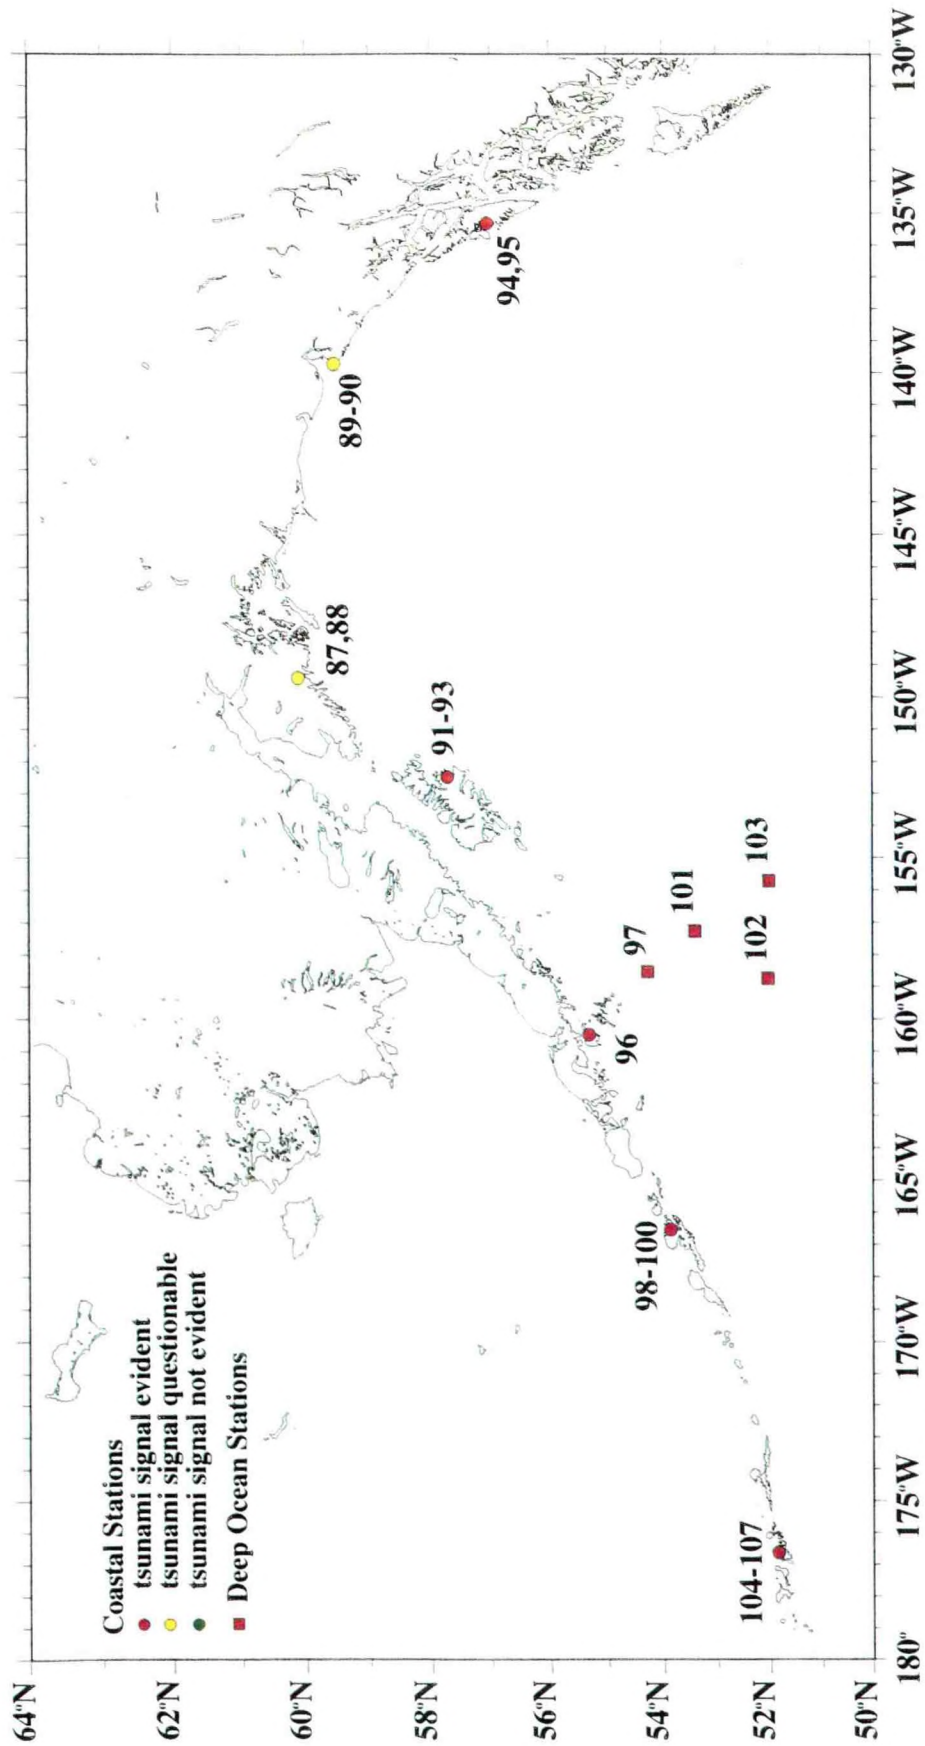 Coastal Stations
tsunami signal evident
tsunami signal questionable
tsunami signal not evident
Deep Ocean Stations
64°N
62°N
60°N
58°N
56°N
54°N
52°N
50°N
180°
175°W
170°W
165°W
160°W
155°W
150°W
145°W
140°W
135°W
130°W
104-107
98-100
96
97
101
102
103
91-93
87,88
89-90
94,95